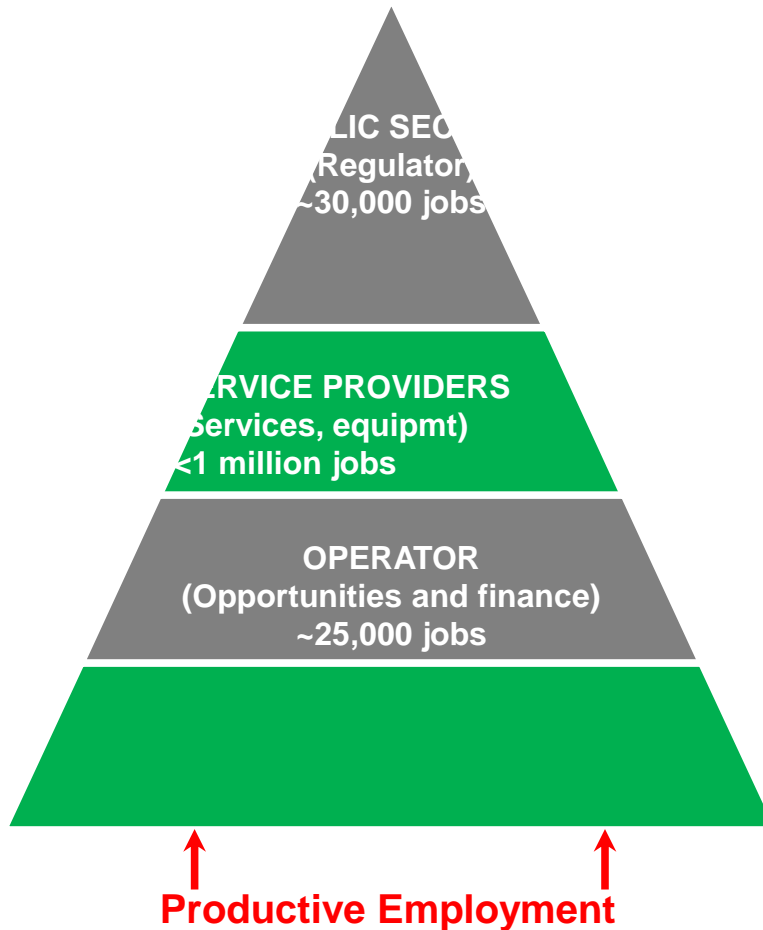 LIC SEC
(Regulator)
~30,000 jobs
ERVICE PROVIDERS
Services, equipmt)
<1 million jobs
OPERATOR
(Opportunities and finance)
~25,000 jobs
Productive Employment